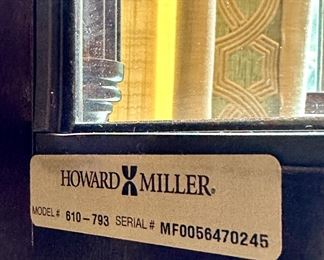 HOWARD MILLER®
MODEL # 610-793 SERIAL # MF0056470245